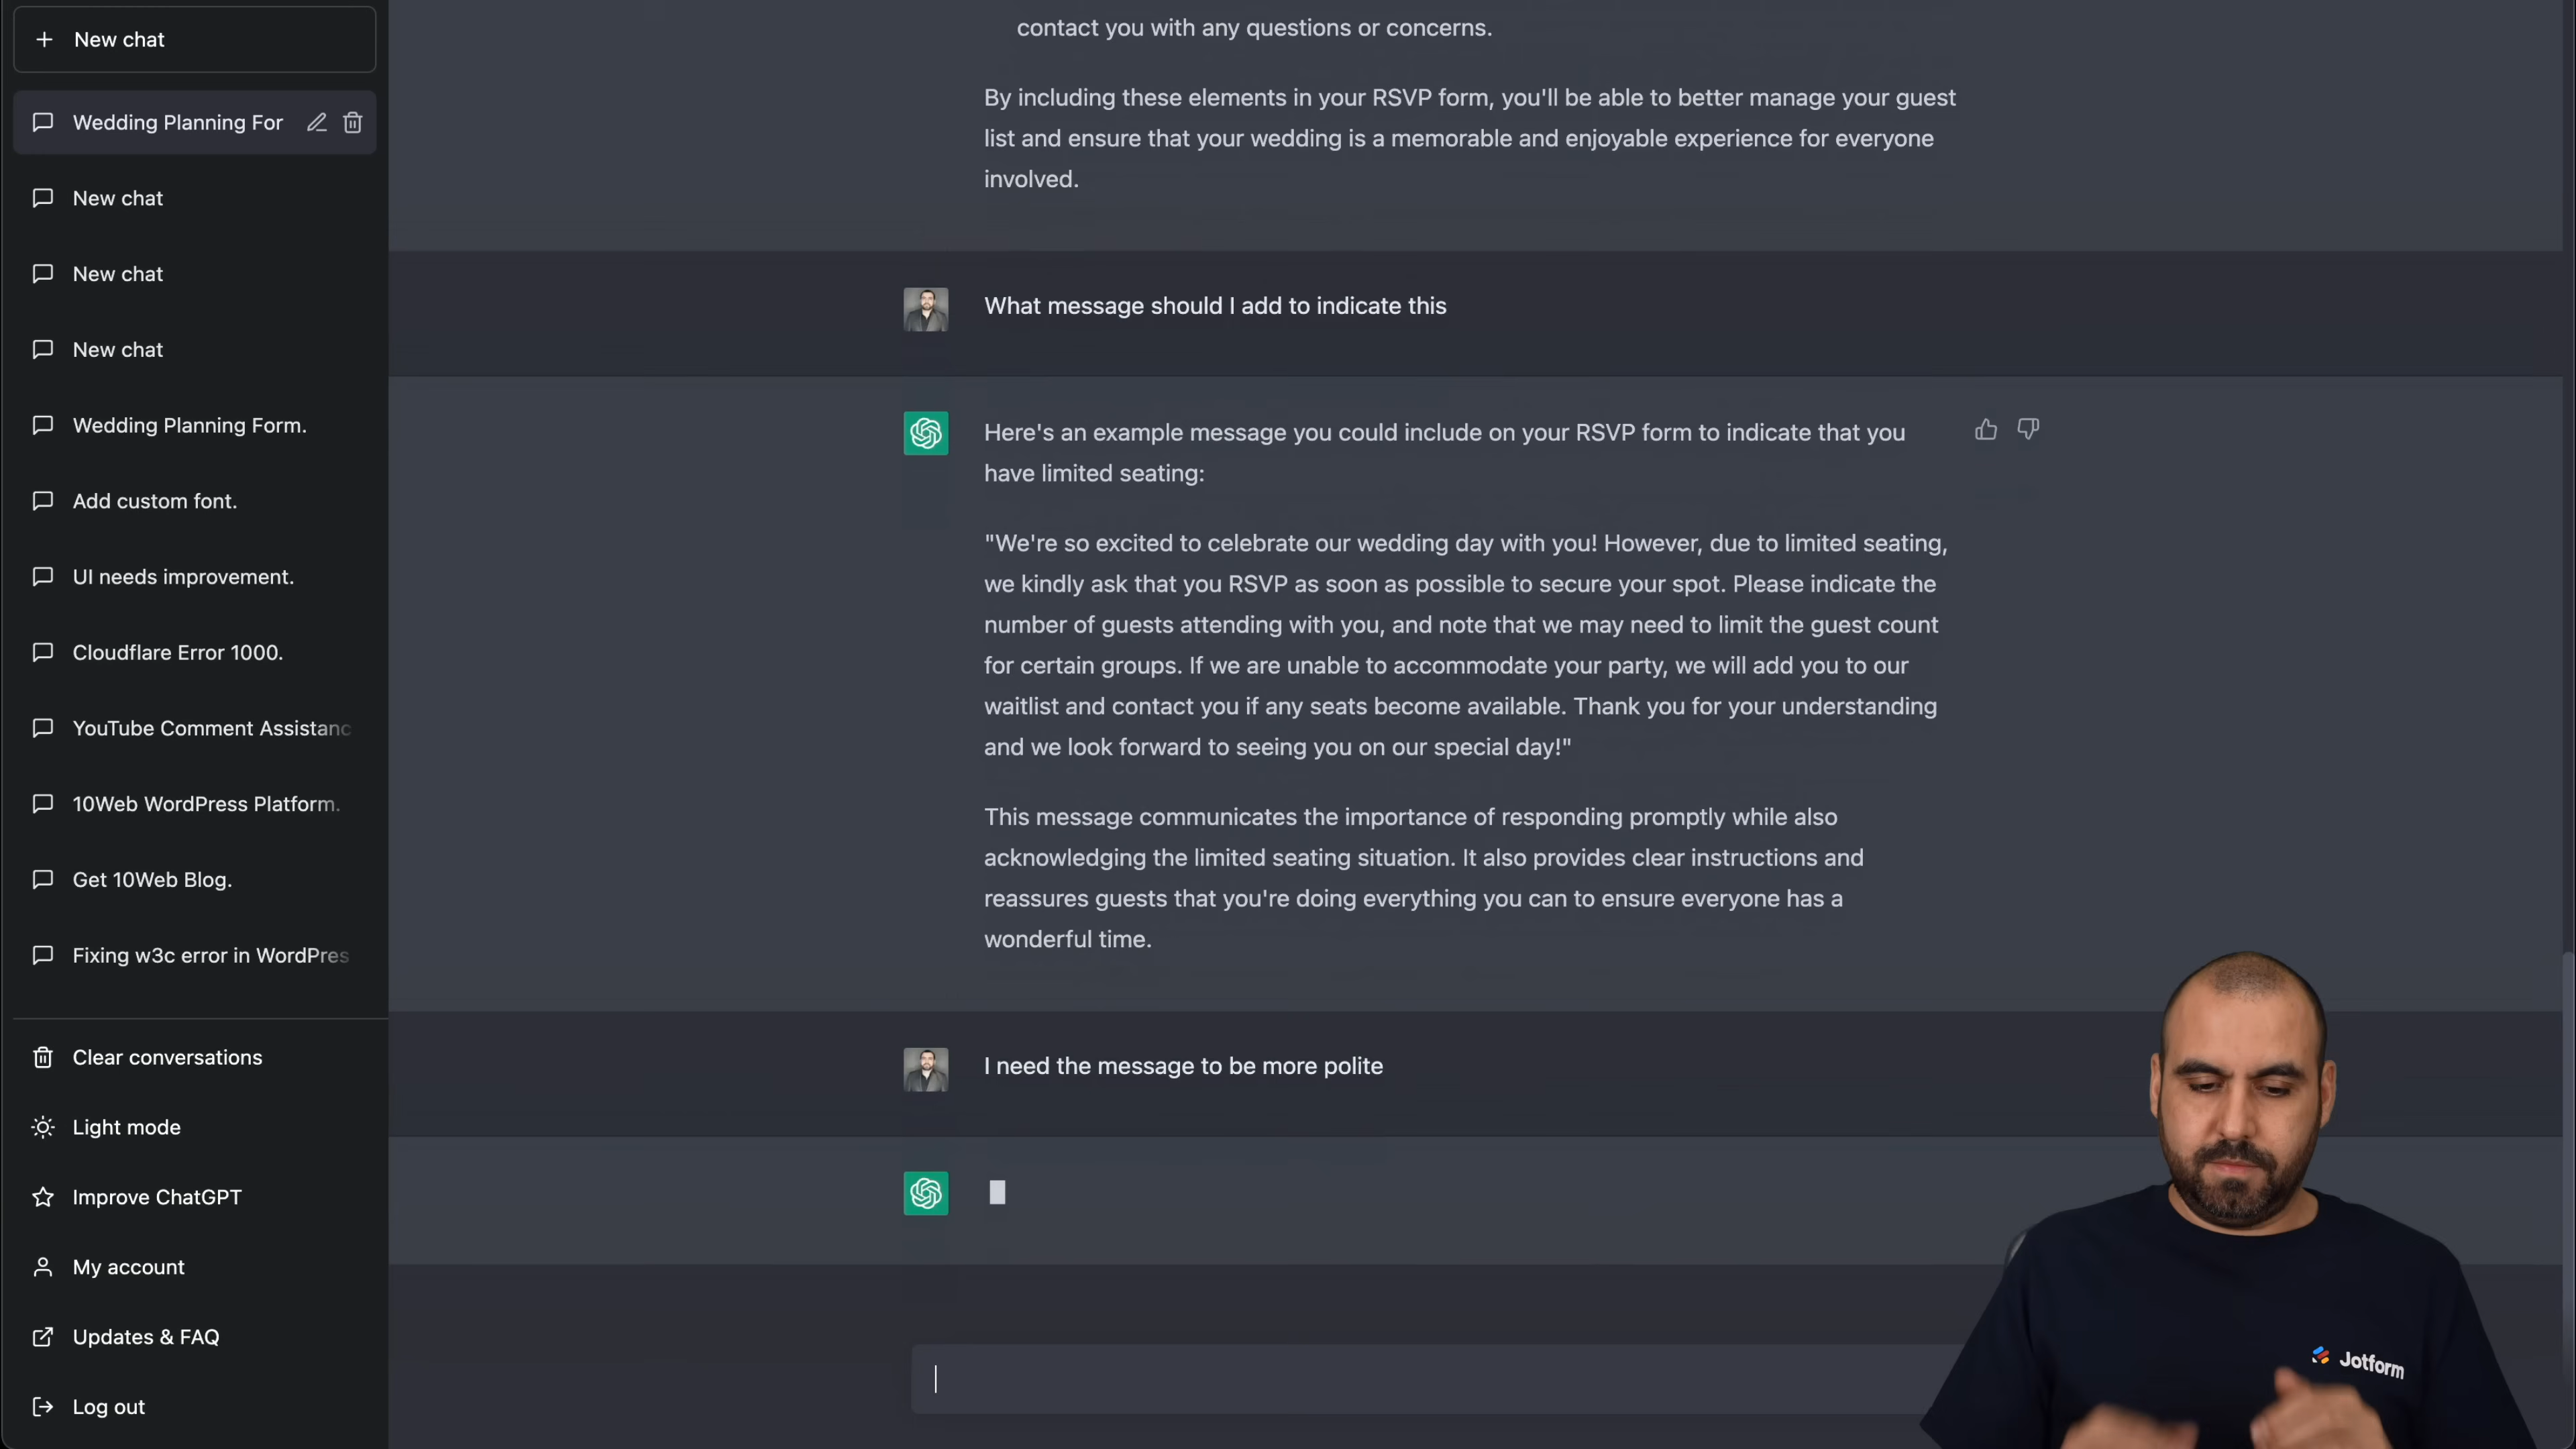 New chat
Wedding Planning For
New chat
New chat
New chat
Wedding Planning Form.
Add custom font.
UI needs improvement.
Cloudflare Error 1000.
YouTube Comment Assistanc
10Web WordPress Platform.
Get 10Web Blog.
Fixing w3c error in WordPres
Clear conversations
Light mode
Improve ChatGPT
My account
Updates & FAQ
Log out
contact you with any questions or concerns.
By including these elements in your RSVP form, you'll be able to better manage your guest
list and ensure that your wedding is a memorable and enjoyable experience for everyone
involved.
What message should I add to indicate this
Here's an example message you could include on your RSVP form to indicate that you
have limited seating:
"We're so excited to celebrate our wedding day with you! However, due to limited seating,
we kindly ask that you RSVP as soon as possible to secure your spot. Please indicate the
number of guests attending with you, and note that we may need to limit the guest count
for certain groups. If we are unable to accommodate your party, we will add you to our
waitlist and contact you if any seats become available. Thank you for your understanding
and we look forward to seeing you on our special day!"
This message communicates the importance of responding promptly while also
acknowledging the limited seating situation. It also provides clear instructions and
reassures guests that you're doing everything you can to ensure everyone has a
wonderful time.
I need the message to be more polite
Jotform